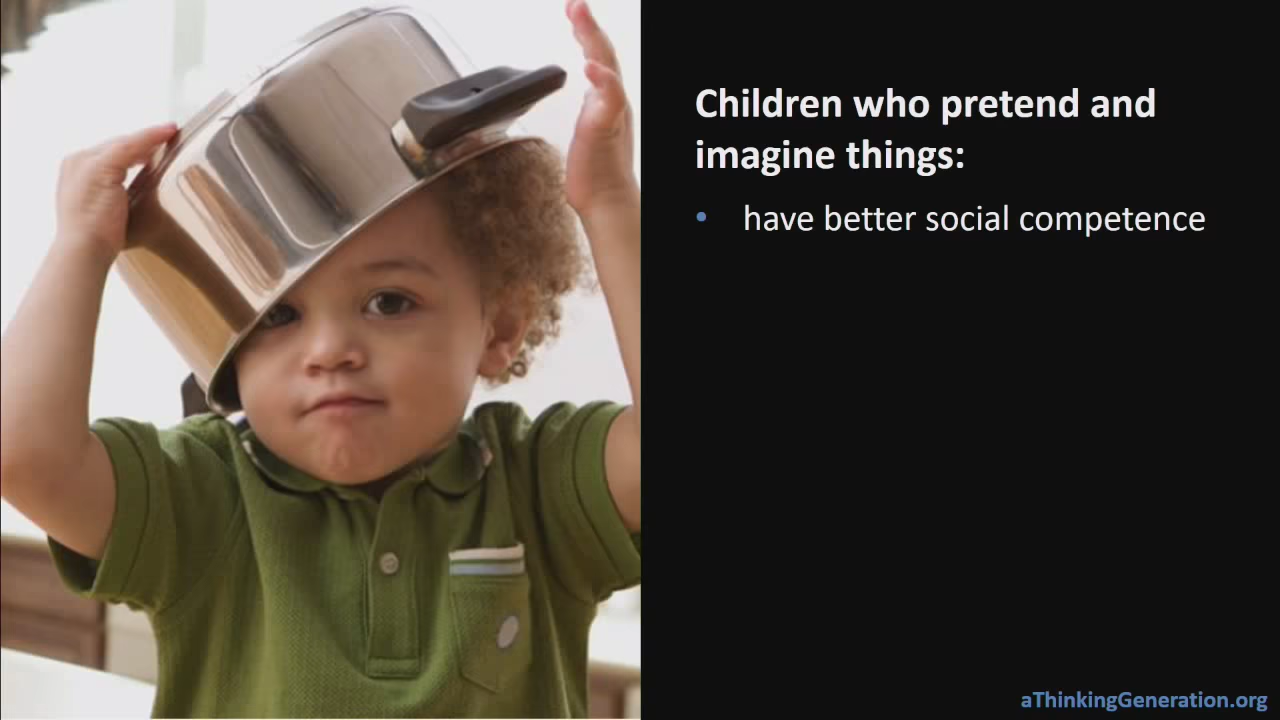 Children who pretend and
imagine things:
• have better social competence
aThinkingGeneration.org